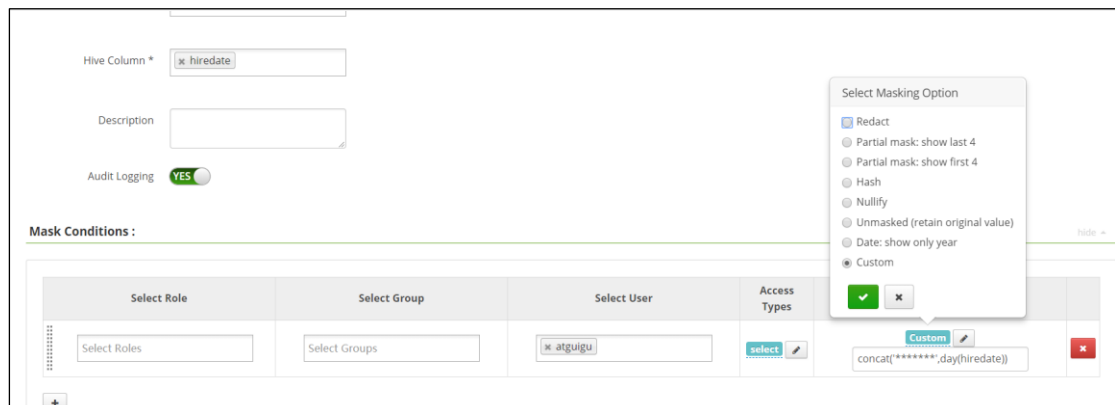 Hive Column *
× hiredate
Description
Audit Logging
YES
Select Masking Option
Redact
Partial mask: show last 4
Partial mask: show first 4
Hash
Nullify
Unmasked (retain original value)
Date: show only year
Custom
Mask Conditions :
hide
Select Role
Select Group
Select User
Access
Types
Select Roles
Select Groups
× atguigu
select
Custom
concat('*******',day(hiredate))